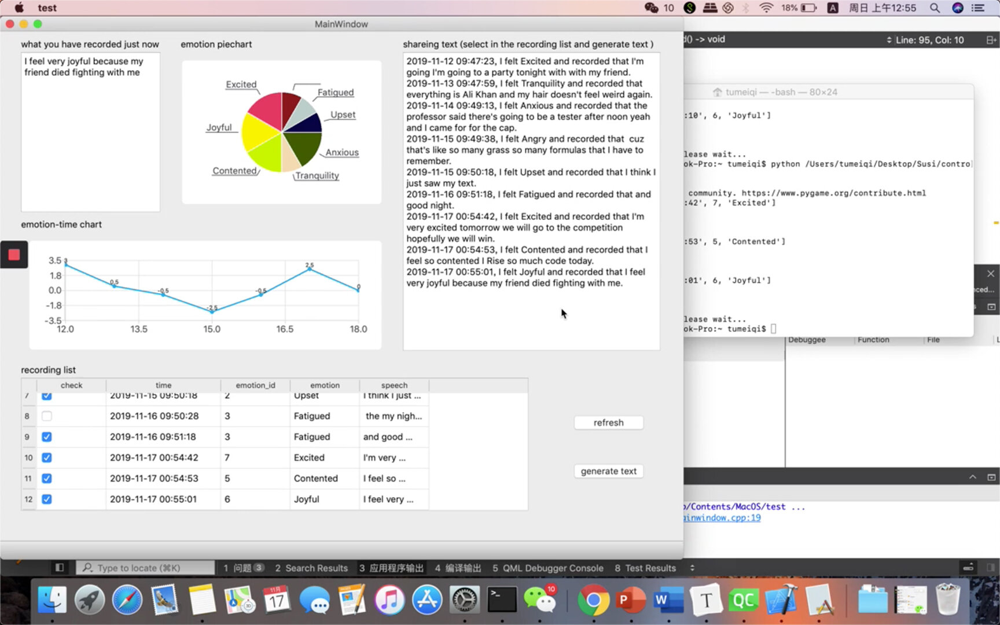 test
10
18%
A
周日 上午12:55
MainWindow
what you have recorded just now
I feel very joyful because my
friend died fighting with me
emotion piechart
Excited
Fatigued
Upset
Joyful
Anxious
Contented
Tranquility
shareing text (select in the recording list and generate text )
2019-11-12 09:47:23, I felt Excited and recorded that I'm
going I'm going to a party tonight with with my friend.
2019-11-13 09:47:59, I felt Tranquility and recorded that
everything is Ali Khan and my hair doesn't feel weird again.
2019-11-14 09:49:13, I felt Anxious and recorded that the
professor said there's going to be a tester after noon yeah
and I came for for the cap.
2019-11-15 09:49:38, I felt Angry and recorded that  cuz
that's like so many grass so many formulas that I have to
remember.
2019-11-15 09:50:18, I felt Upset and recorded that I think I
just saw my text.
2019-11-16 09:51:18, I felt Fatigued and recorded that and
good night.
2019-11-17 00:54:42, I felt Excited and recorded that I'm
very excited tomorrow we will go to the competition
hopefully we will win.
2019-11-17 00:54:53, I felt Contented and recorded that I
feel so contented I Rise so much code today.
2019-11-17 00:55:01, I felt Joyful and recorded that I feel
very joyful because my friend died fighting with me.
emotion-time chart
3.5
1.8
0.0
-1.8
-3.5
3
0.5
-0.5
-2.5
-0.5
2.5
0
12.0 13.5 15.0 16.5 18.0
recording list
check time emotion_id emotion speech
7 2019-11-15 09:50:18 2 Upset I think I just ...
8 2019-11-16 09:50:28 3 Fatigued the my nigh...
9 2019-11-16 09:51:18 3 Fatigued and good ...
10 2019-11-17 00:54:42 7 Excited I'm very ...
11 2019-11-17 00:54:53 5 Contented I feel so ...
12 2019-11-17 00:55:01 6 Joyful I feel very ...
refresh
generate text
d() -> void
Line: 95, Col: 10
tumeiqi — -bash — 80×24
:10', 6, 'Joyful']
lease wait...
ok-Pro:~ tumeiqi$ python /Users/tumeiqi/Desktop/Susi/contro
community. https://www.pygame.org/contribute.html
:42', 7, 'Excited']
:53', 5, 'Contented']
:01', 6, 'Joyful']
lease wait...
ok-Pro:~ tumeiqi$
nced...
s
Debuggee Function File L
/Contents/MacOS/test ...
ainwindow.cpp:19
Type to locate (⌘K)
1 问题 3
2 Search Results
3 应用程序输出
4 编译输出
5 QML Debugger Console
8 Test Results
11月
17
10
P
W
T
QC